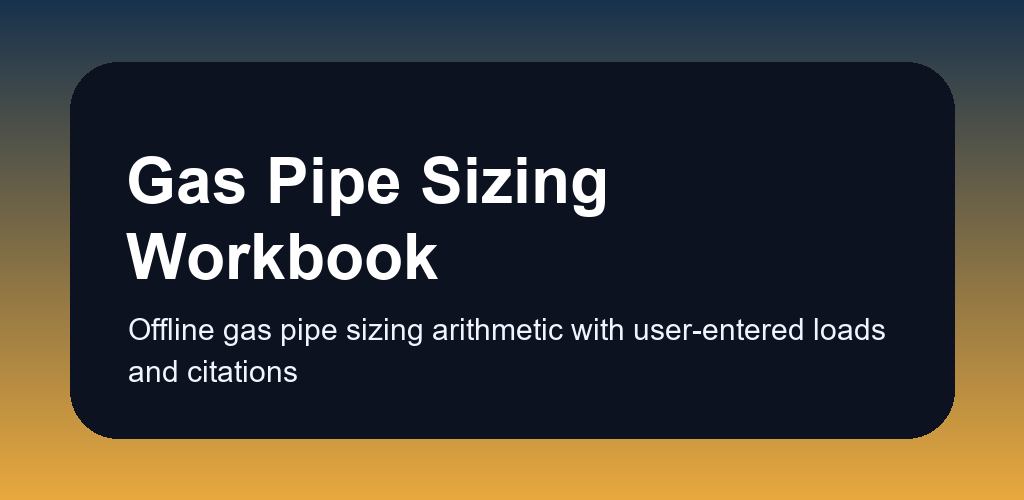 Gas Pipe Sizing
Workbook
Offline gas pipe sizing arithmetic with user-entered loads
and citations